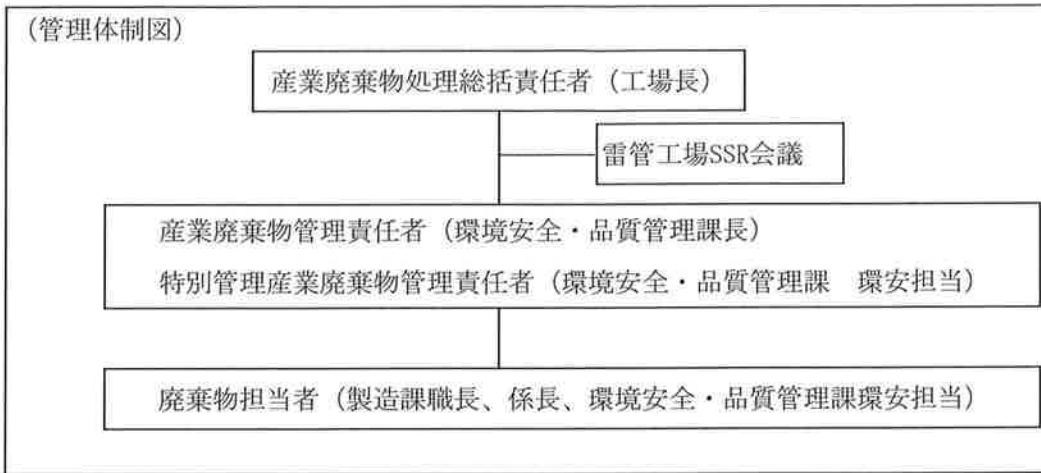 (管理体制図)
産業廃棄物処理総括責任者（工場長）
雷管工場SSR会議
産業廃棄物管理責任者（環境安全・品質管理課長）
特別管理産業廃棄物管理責任者（環境安全・品質管理課　環安担当）
廃棄物担当者（製造課職長、係長、環境安全・品質管理課環安担当）